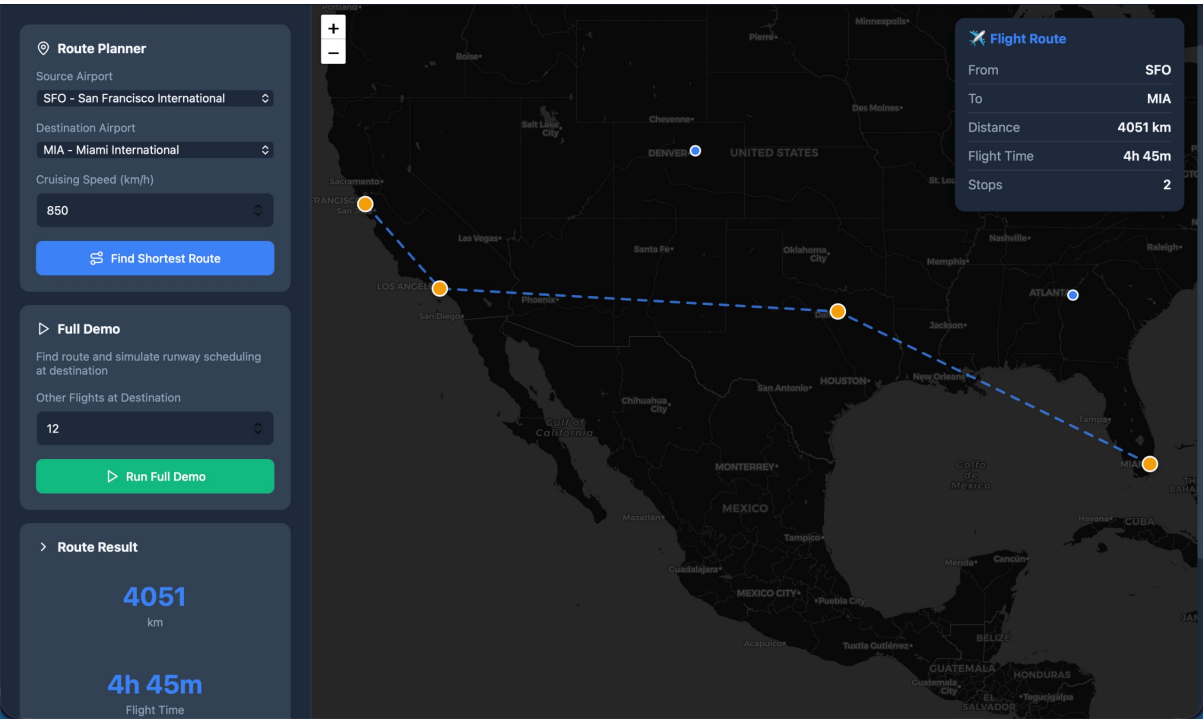 Route Planner
Source Airport
SFO - San Francisco International
Destination Airport
MIA - Miami International
Cruising Speed (km/h)
850
Find Shortest Route
Full Demo
Find route and simulate runway scheduling
at destination
Other Flights at Destination
12
Run Full Demo
Route Result
4051
km
4h 45m
Flight Time
+
−
Portland
Minneapolis
Pierre
Boise
Des Moines
Cheyenne
Salt Lake
City
DENVER
UNITED STATES
Sacramento
Las Vegas
Santa Fe
Oklahoma
City
Nashville
Raleigh
Memphis
LOS ANGEL
Phoenix
San Diego
ATLANT
Jackson
HOUSTON
New Orleans
San Antonio
Chihuahua
City
Gulf of
California
Tampa
MIA
MONTERREY
Golfo
de
México
MEXICO
Mazatlán
Havana
CUBA
Tampico
Mérida
Cancún
Guadalajara
MEXICO CITY
Puebla City
Acapulco
Tuxtla Gutiérrez
BELIZE
GUATEMALA
HONDURAS
Guatemala
City
EL
SALVADOR
Tegucigalpa
Flight Route
From SFO
To MIA
Distance 4051 km
Flight Time 4h 45m
Stops 2